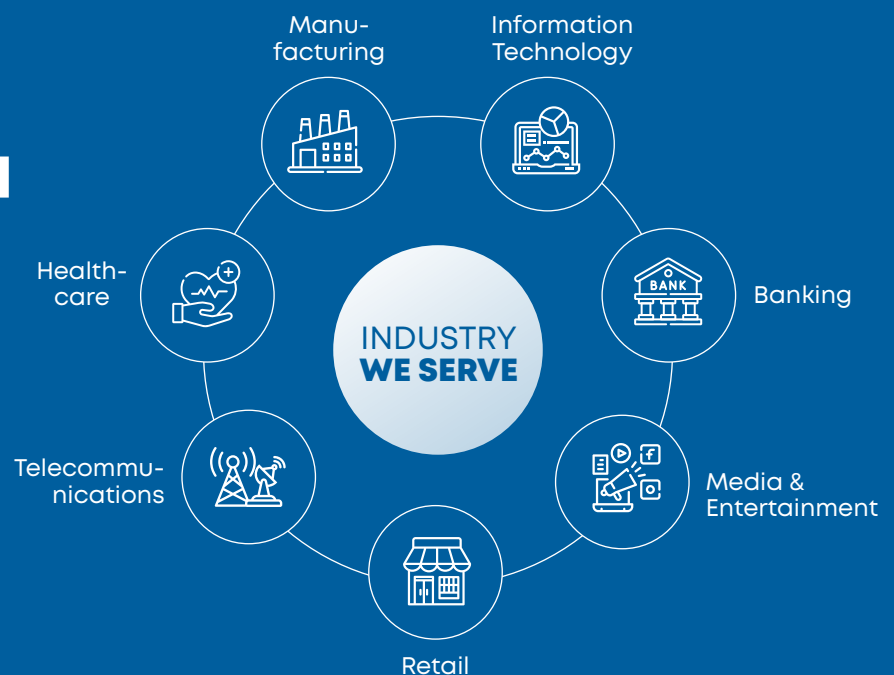 Manu-
facturing
Information
Technology
Health-
care
BANK
Banking
INDUSTRY
WE SERVE
Telecommu-
nications
f
Media &
Entertainment
Retail